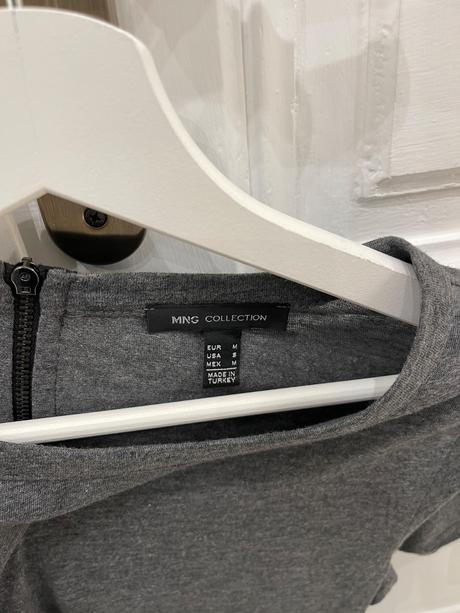 MNG COLLECTION
EUR M
USA S
MEX M
MADE IN
TURKEY